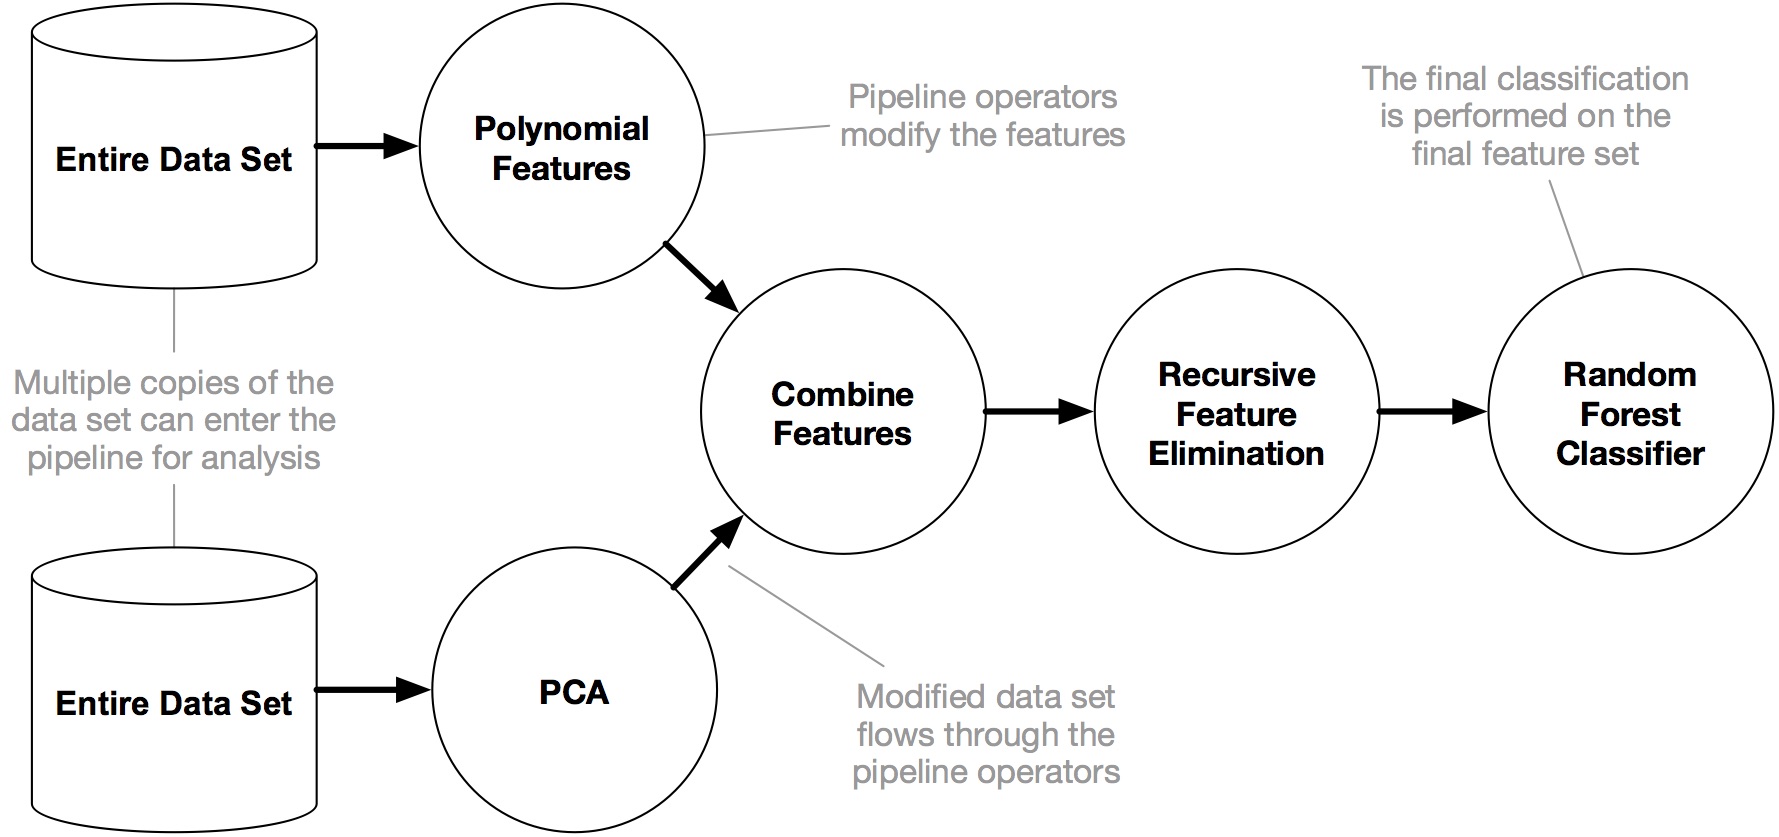 Entire Data Set
Polynomial
Features
Pipeline operators
modify the features
The final classification
is performed on the
final feature set
Multiple copies of the
data set can enter the
pipeline for analysis
Combine
Features
Recursive
Feature
Elimination
Random
Forest
Classifier
Entire Data Set
PCA
Modified data set
flows through the
pipeline operators